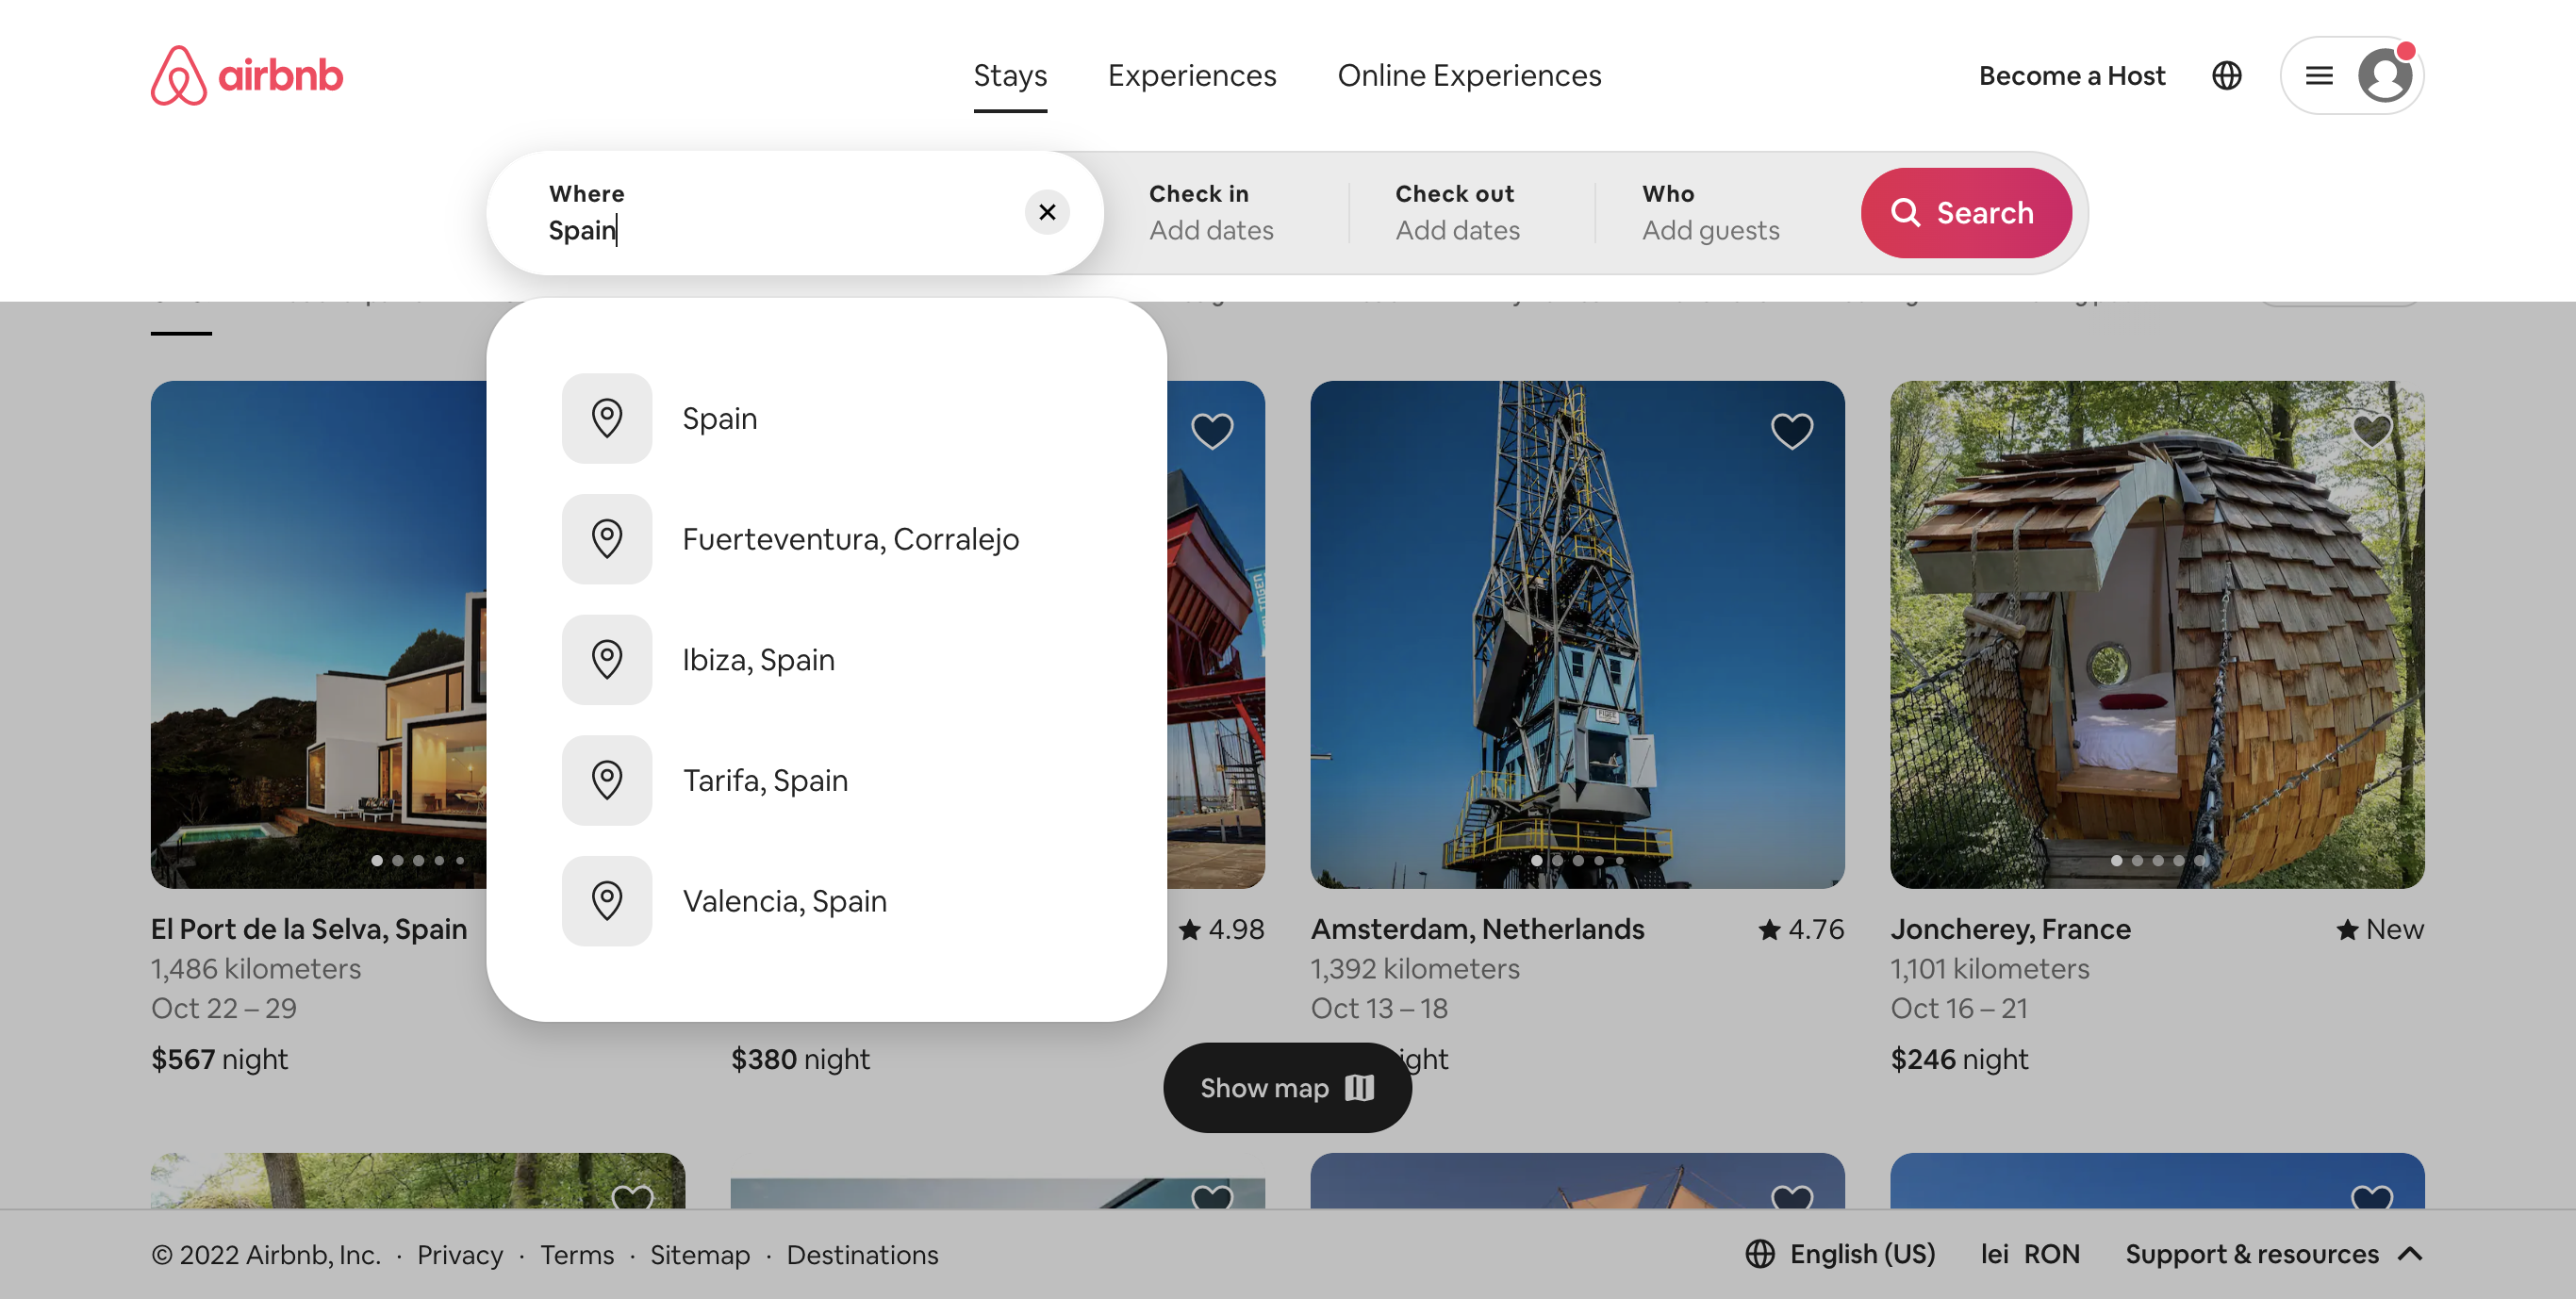 airbnb
Stays
Experiences
Online Experiences
Become a Host
Where
Spain
Check in
Add dates
Check out
Add dates
Who
Add guests
Search
Spain
Fuerteventura, Corralejo
Ibiza, Spain
Tarifa, Spain
Valencia, Spain
El Port de la Selva, Spain
1,486 kilometers
Oct 22 – 29
$567 night
4.98
$380 night
Amsterdam, Netherlands
4.76
1,392 kilometers
Oct 13 – 18
Joncherey, France
New
1,101 kilometers
Oct 16 – 21
$246 night
Show map
© 2022 Airbnb, Inc. · Privacy · Terms · Sitemap · Destinations
English (US)
lei RON
Support & resources